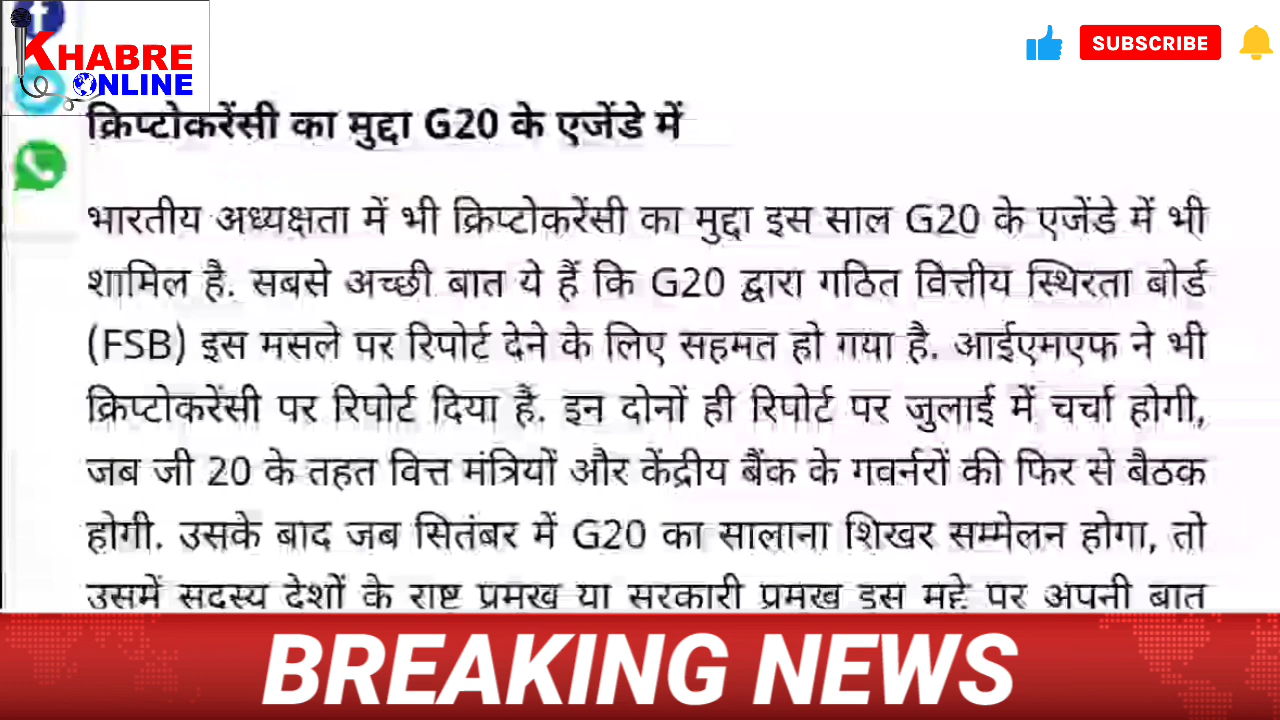 KHABRE
ONLINE
SUBSCRIBE
क्रिप्टोकरेंसी का मुद्दा G20 के एजेंडे में
भारतीय अध्यक्षता में भी क्रिप्टोकरेंसी का मुद्दा इस साल G20 के एजेंडे में भी
शामिल है. सबसे अच्छी बात ये हैं कि G20 द्वारा गठित वित्तीय स्थिरता बोर्ड
(FSB) इस मसले पर रिपोर्ट देने के लिए सहमत हो गया है. आईएमएफ ने भी
क्रिप्टोकरेंसी पर रिपोर्ट दिया है. इन दोनों ही रिपोर्ट पर जुलाई में चर्चा होगी,
जब जी 20 के तहत वित्त मंत्रियों और केंद्रीय बैंक के गवर्नरों की फिर से बैठक
होगी. उसके बाद जब सितंबर में G20 का सालाना शिखर सम्मेलन होगा, तो
उसमें सदस्य देशों के राष्ट्र प्रमुख या सरकारी प्रमुख इस मुद्दे पर अपनी बात
BREAKING NEWS